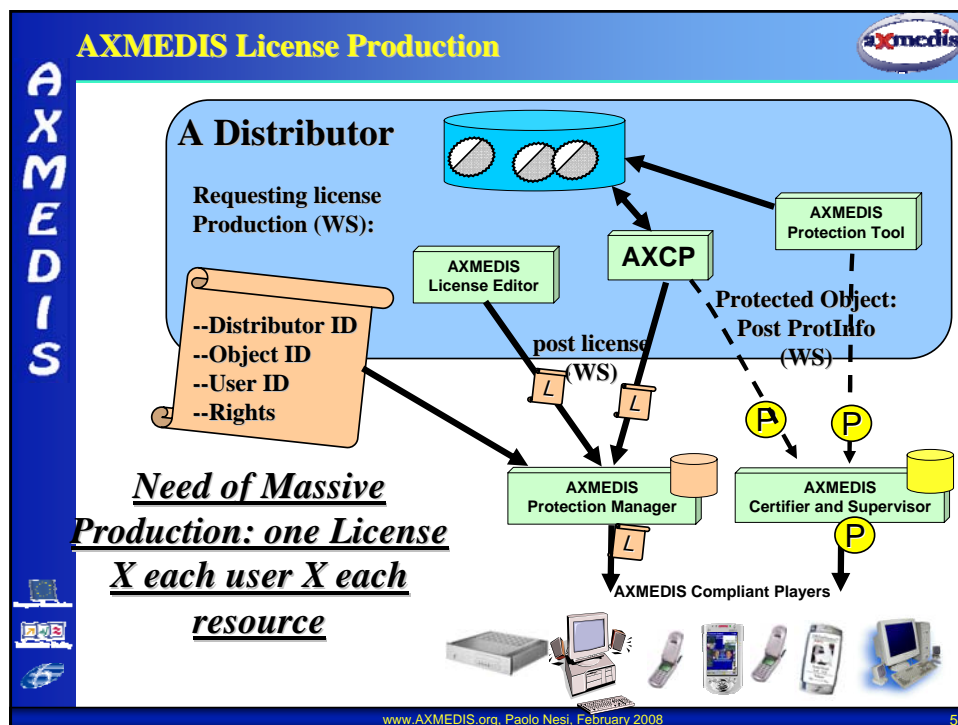 AXMEDIS License Production
axmedis
AXMEDIS
A Distributor
Requesting license
Production (WS):
AXMEDIS
Protection Tool
AXCP
AXMEDIS
License Editor
--Distributor ID
--Object ID
--User ID
--Rights
Protected Object:
Post ProtInfo
(WS)
post license
(WS)
L
L
P
P
AXMEDIS
Protection Manager
AXMEDIS
Certifier and Supervisor
Need of Massive
Production: one License
X each user X each
resource
L
P
AXMEDIS Compliant Players
www.AXMEDIS.org, Paolo Nesi, February 2008
5